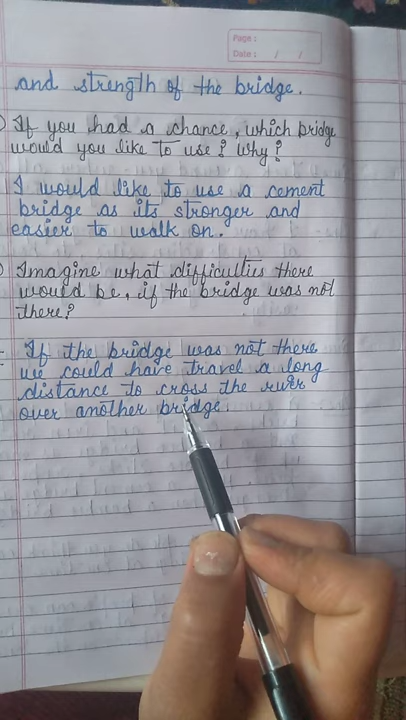 Page :
Date : / /
and strength of the bridge.
If you had a chance, which bridge
would you like to use? Why?
I would like to use a cement
bridge as its stronger and
easier to walk on.
Imagine what difficulties there
would be, if the bridge was not
there?
If the bridge was not there
we could have travel a long
distance to cross the river
over another bridge.